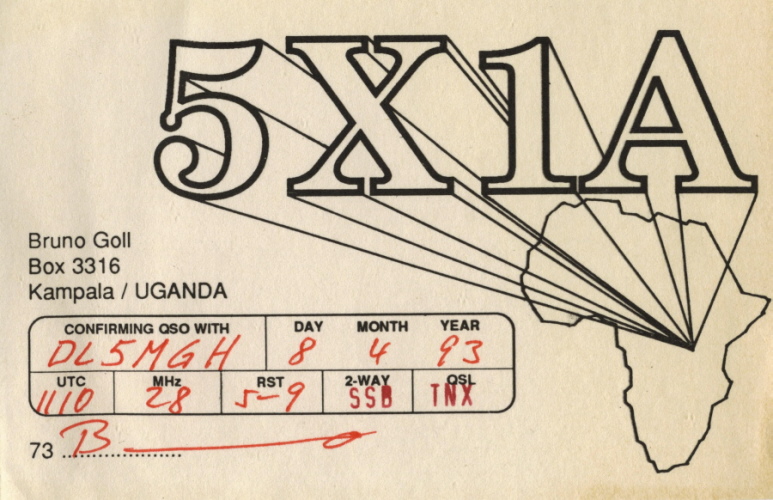 5X1A
Bruno Goll
Box 3316
Kampala / UGANDA
CONFIRMING QSO WITH DAY MONTH YEAR
DL5MGH 8 4 93
UTC MHz RST 2-WAY QSL
1110 28 5-9 SSB TNX
73 B